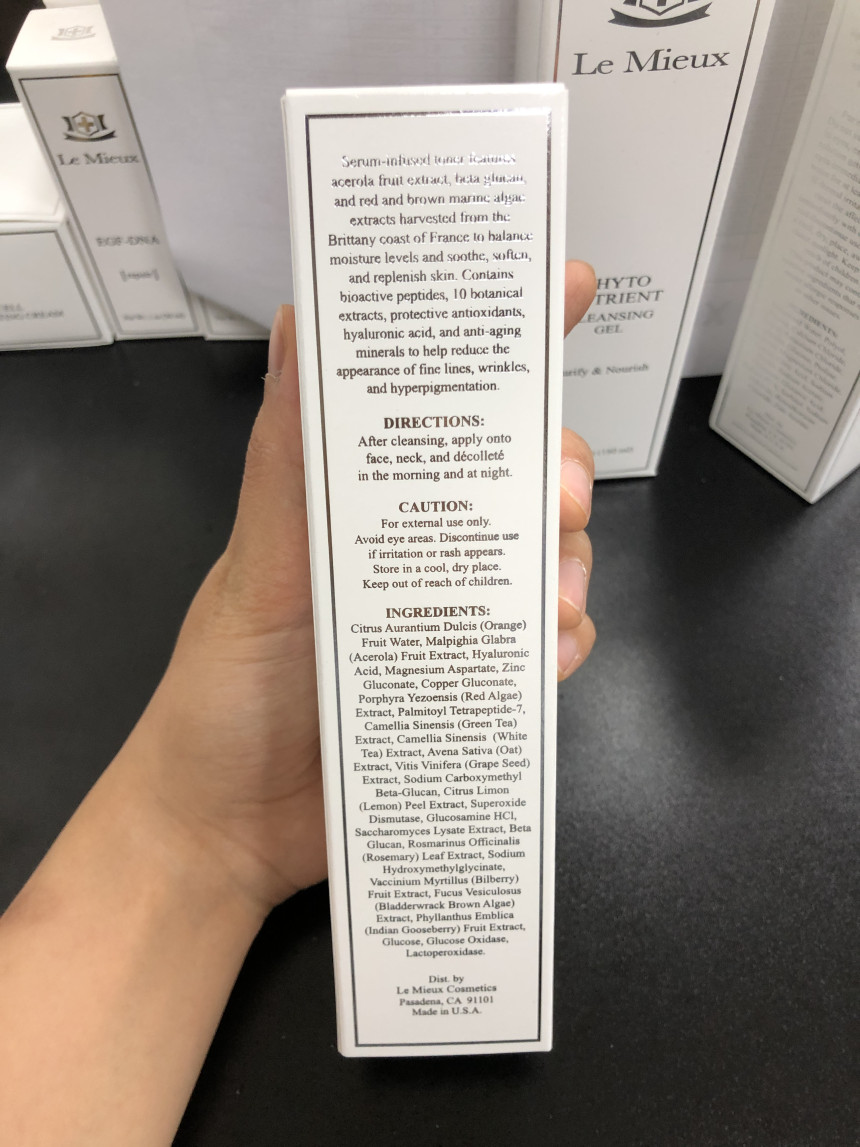 Le Mieux
Le Mieux
EGF-DNA
Serum-infused toner features
acerola fruit extract, beta glucan,
and red and brown marine algae
extracts harvested from the
Brittany coast of France to balance
moisture levels and soothe, soften,
and replenish skin. Contains
bioactive peptides, 10 botanical
extracts, protective antioxidants,
hyaluronic acid, and anti-aging
minerals to help reduce the
appearance of fine lines, wrinkles,
and hyperpigmentation.
DIRECTIONS:
After cleansing, apply onto
face, neck, and décolleté
in the morning and at night.
CAUTION:
For external use only.
Avoid eye areas. Discontinue use
if irritation or rash appears.
Store in a cool, dry place.
Keep out of reach of children.
INGREDIENTS:
Citrus Aurantium Dulcis (Orange)
Fruit Water, Malpighia Glabra
(Acerola) Fruit Extract, Hyaluronic
Acid, Magnesium Aspartate, Zinc
Gluconate, Copper Gluconate,
Porphyra Yezoensis (Red Algae)
Extract, Palmitoyl Tetrapeptide-7,
Camellia Sinensis (Green Tea)
Extract, Camellia Sinensis (White
Tea) Extract, Avena Sativa (Oat)
Extract, Vitis Vinifera (Grape Seed)
Extract, Sodium Carboxymethyl
Beta-Glucan, Citrus Limon
(Lemon) Peel Extract, Superoxide
Dismutase, Glucosamine HCl,
Saccharomyces Lysate Extract, Beta
Glucan, Rosmarinus Officinalis
(Rosemary) Leaf Extract, Sodium
Hydroxymethylglycinate,
Vaccinium Myrtillus (Bilberry)
Fruit Extract, Fucus Vesiculosus
(Bladderwrack Brown Algae)
Extract, Phyllanthus Emblica
(Indian Gooseberry) Fruit Extract,
Glucose, Glucose Oxidase,
Lactoperoxidase.
Dist. by
Le Mieux Cosmetics
Pasadena, CA 91101
Made in U.S.A.
HYTO
TRIENT
EANSING
GEL
& Nourish